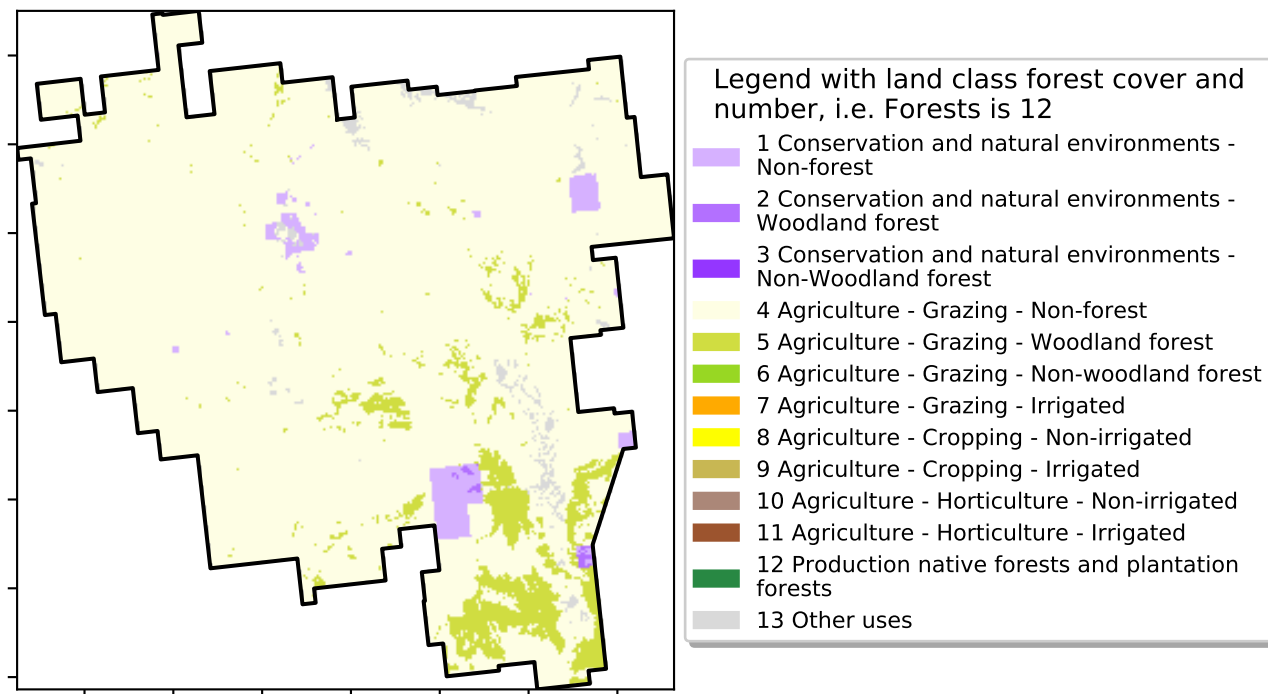 Legend with land class forest cover and
number, i.e. Forests is 12
1 Conservation and natural environments -
Non-forest
2 Conservation and natural environments -
Woodland forest
3 Conservation and natural environments -
Non-Woodland forest
4 Agriculture - Grazing - Non-forest
5 Agriculture - Grazing - Woodland forest
6 Agriculture - Grazing - Non-woodland forest
7 Agriculture - Grazing - Irrigated
8 Agriculture - Cropping - Non-irrigated
9 Agriculture - Cropping - Irrigated
10 Agriculture - Horticulture - Non-irrigated
11 Agriculture - Horticulture - Irrigated
12 Production native forests and plantation
forests
13 Other uses